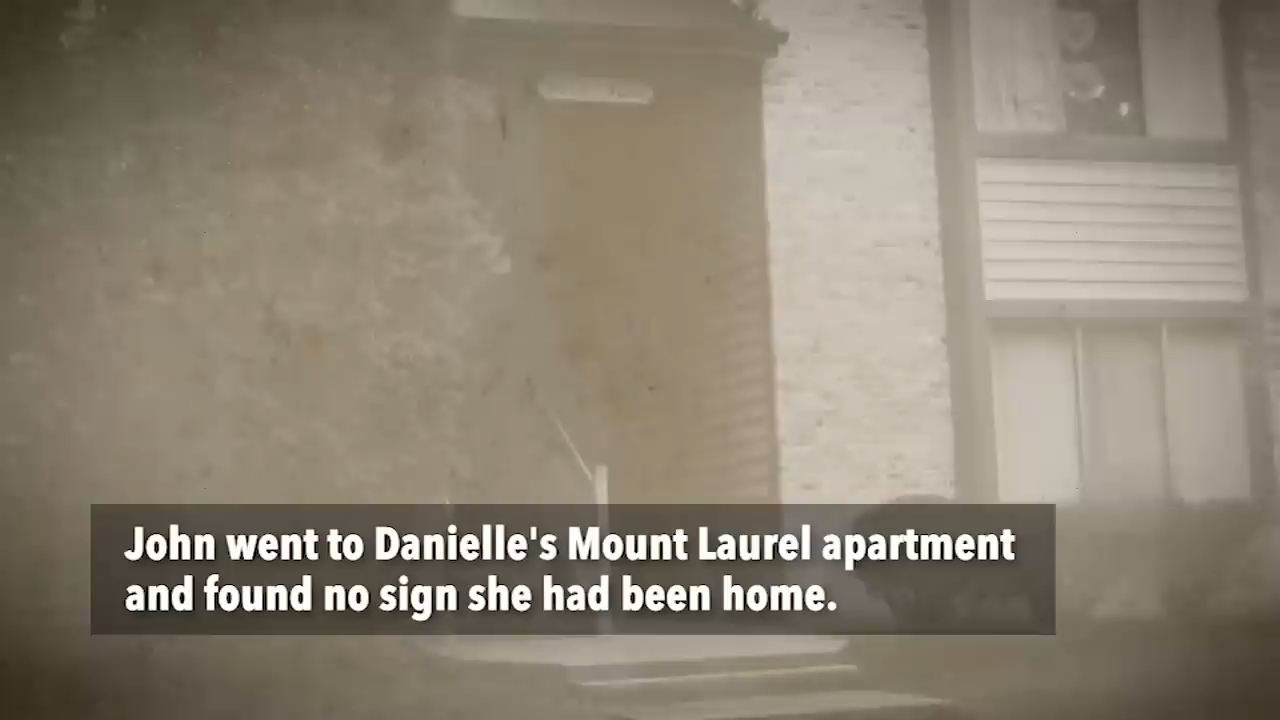 John went to Danielle's Mount Laurel apartment
and found no sign she had been home.